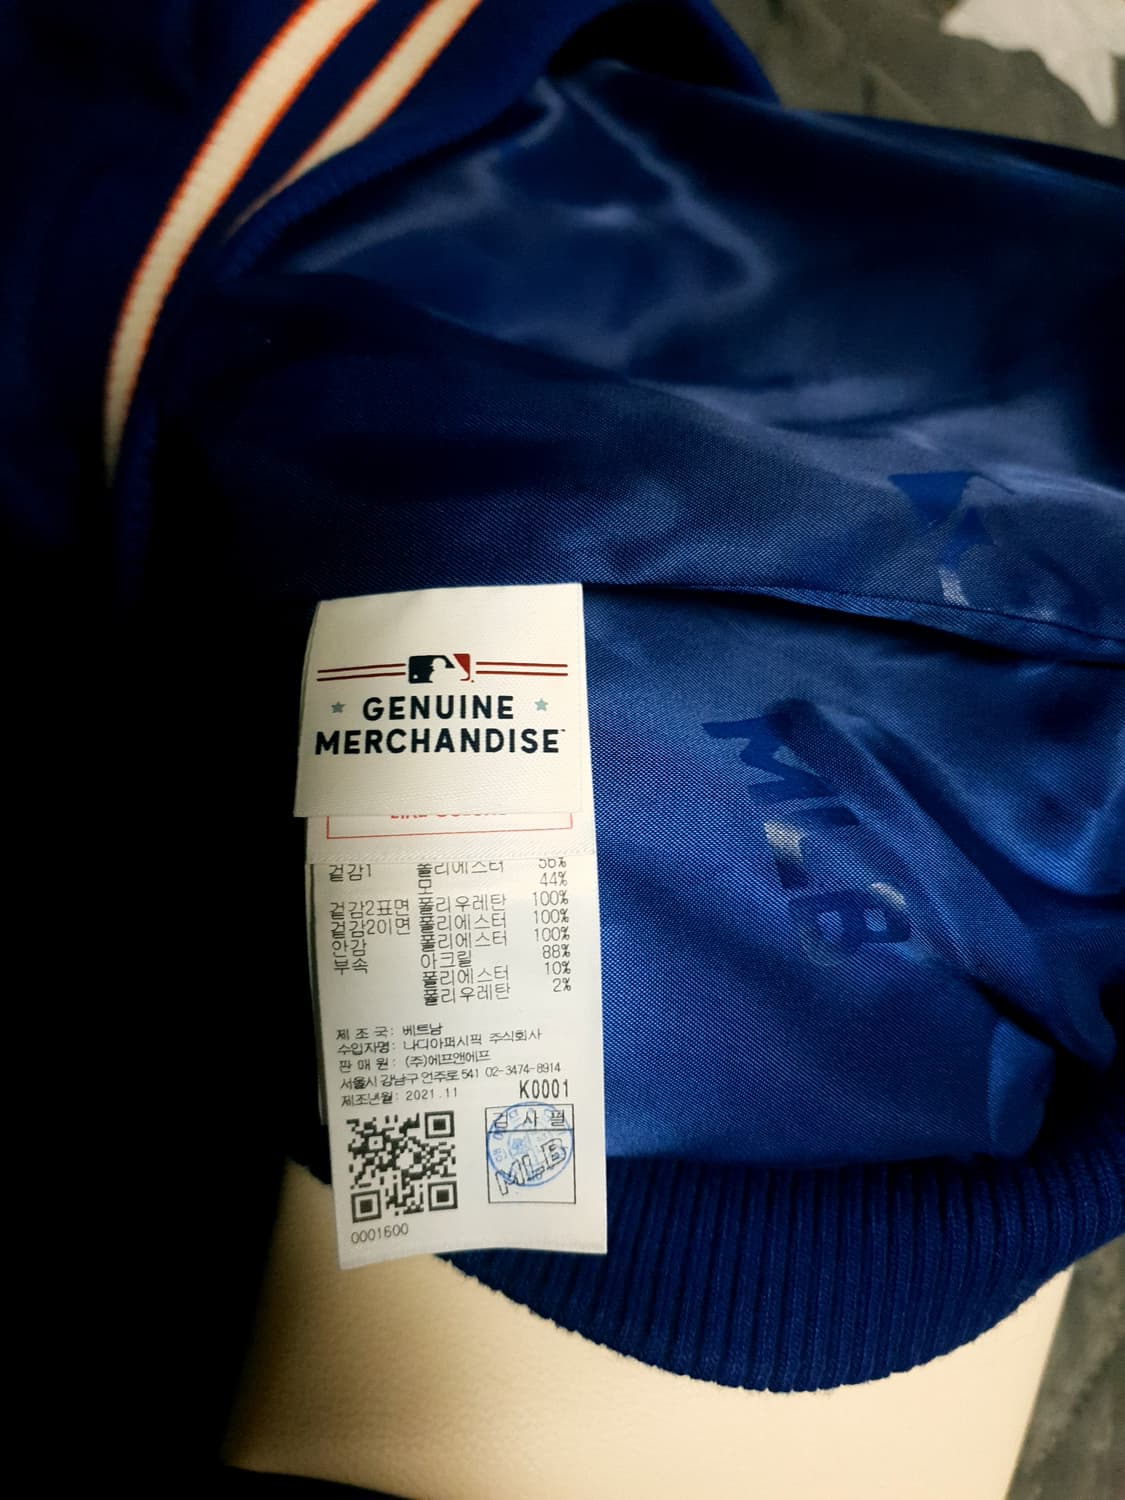 GENUINE
MERCHANDISE™
겉감1 폴리에스터 56%
모 44%
겉감2표면 폴리우레탄 100%
겉감2이면 폴리에스터 100%
안감 폴리에스터 100%
부속 아크릴 88%
폴리에스터 10%
폴리우레탄 2%
제 조 국: 베트남
수입자명: 나디아퍼시픽 주식회사
판 매 원: (주)에프앤에프
서울시 강남구 언주로 541 02-3474-8914
제조년월: 2021.11 K0001
검 사 필
MLB
0001600
MLB